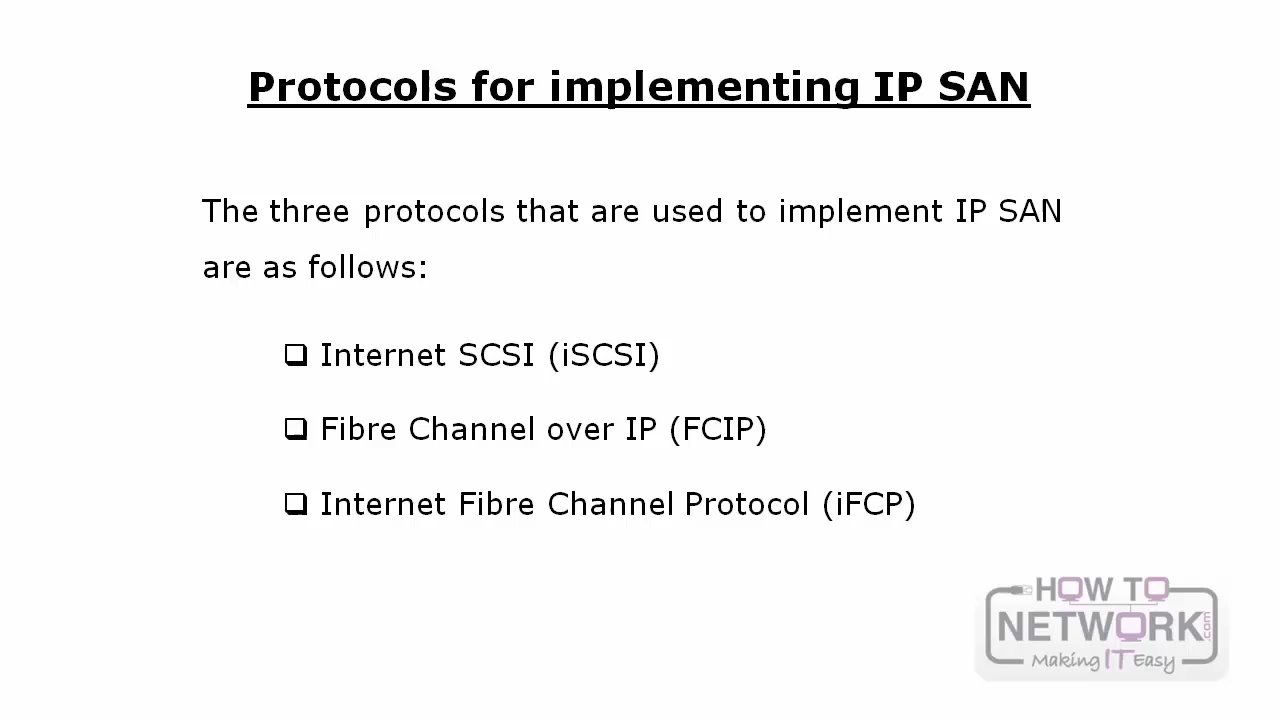 Protocols for implementing IP SAN
The three protocols that are used to implement IP SAN
are as follows:
❑ Internet SCSI (iSCSI)
❑ Fibre Channel over IP (FCIP)
❑ Internet Fibre Channel Protocol (iFCP)
HOW TO
NETWORK.com
Making IT Easy